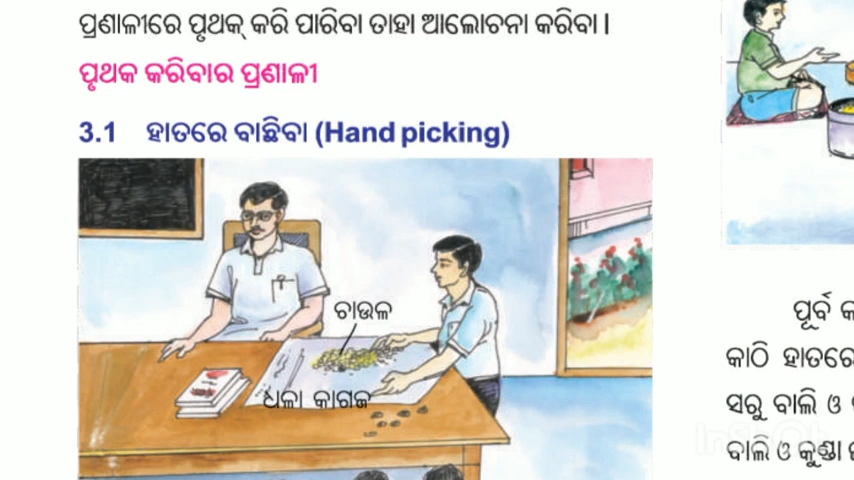 ପ୍ରଣାଳୀରେ ପୃଥକ୍ କରି ପାରିବା ତାହା ଆଲୋଚନା କରିବା ।
ପୃଥକ କରିବାର ପ୍ରଣାଳୀ
3.1 ହାତରେ ବାଛିବା (Hand picking)
ଚାଉଳ
ଧଳା କାଗଜ
ପୂର୍ବ
କାଠି ହାତରେ
ସରୁ ବାଲି ଓ
ବାଲି ଓ କୁଣ୍ଡା